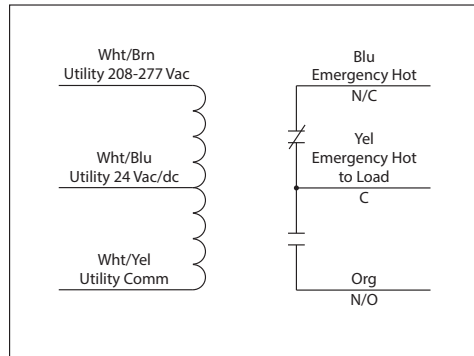 Wht/Brn
Utility 208-277 Vac
Wht/Blu
Utility 24 Vac/dc
Wht/Yel
Utility Comm
Blu
Emergency Hot
N/C
Yel
Emergency Hot
to Load
C
Org
N/O